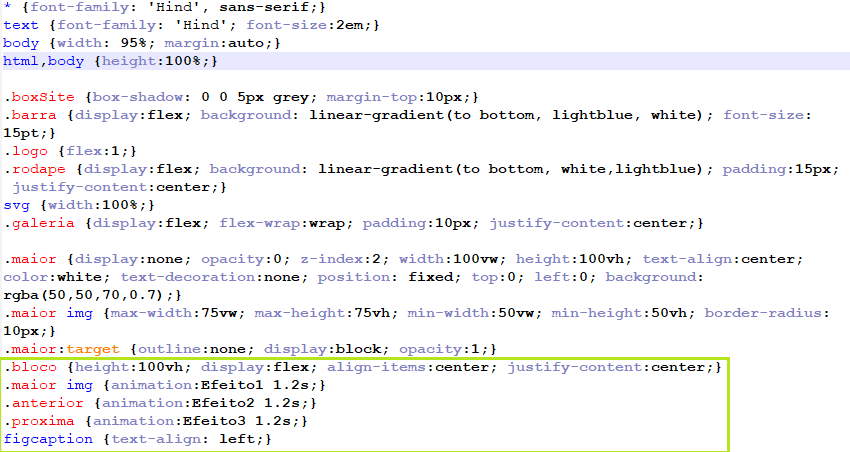 * {font-family: 'Hind', sans-serif;}
text {font-family: 'Hind'; font-size:2em;}
body {width: 95%; margin:auto;}
html,body {height:100%;}
.boxSite {box-shadow: 0 0 5px grey; margin-top:10px;}
.barra {display:flex; background: linear-gradient(to bottom, lightblue, white); font-size:
15pt;}
.logo {flex:1;}
.rodape {display:flex; background: linear-gradient(to bottom, white,lightblue); padding:15px;
justify-content:center;}
svg {width:100%;}
.galeria {display:flex; flex-wrap:wrap; padding:10px; justify-content:center;}
.maior {display:none; opacity:0; z-index:2; width:100vw; height:100vh; text-align:center;
color:white; text-decoration:none; position: fixed; top:0; left:0; background:
rgba(50,50,70,0.7);}
.maior img {max-width:75vw; max-height:75vh; min-width:50vw; min-height:50vh; border-radius:
10px;}
.maior:target {outline:none; display:block; opacity:1;}
.bloco {height:100vh; display:flex; align-items:center; justify-content:center;}
.maior img {animation:Efeito1 1.2s;}
.anterior {animation:Efeito2 1.2s;}
.proxima {animation:Efeito3 1.2s;}
figcaption {text-align: left;}